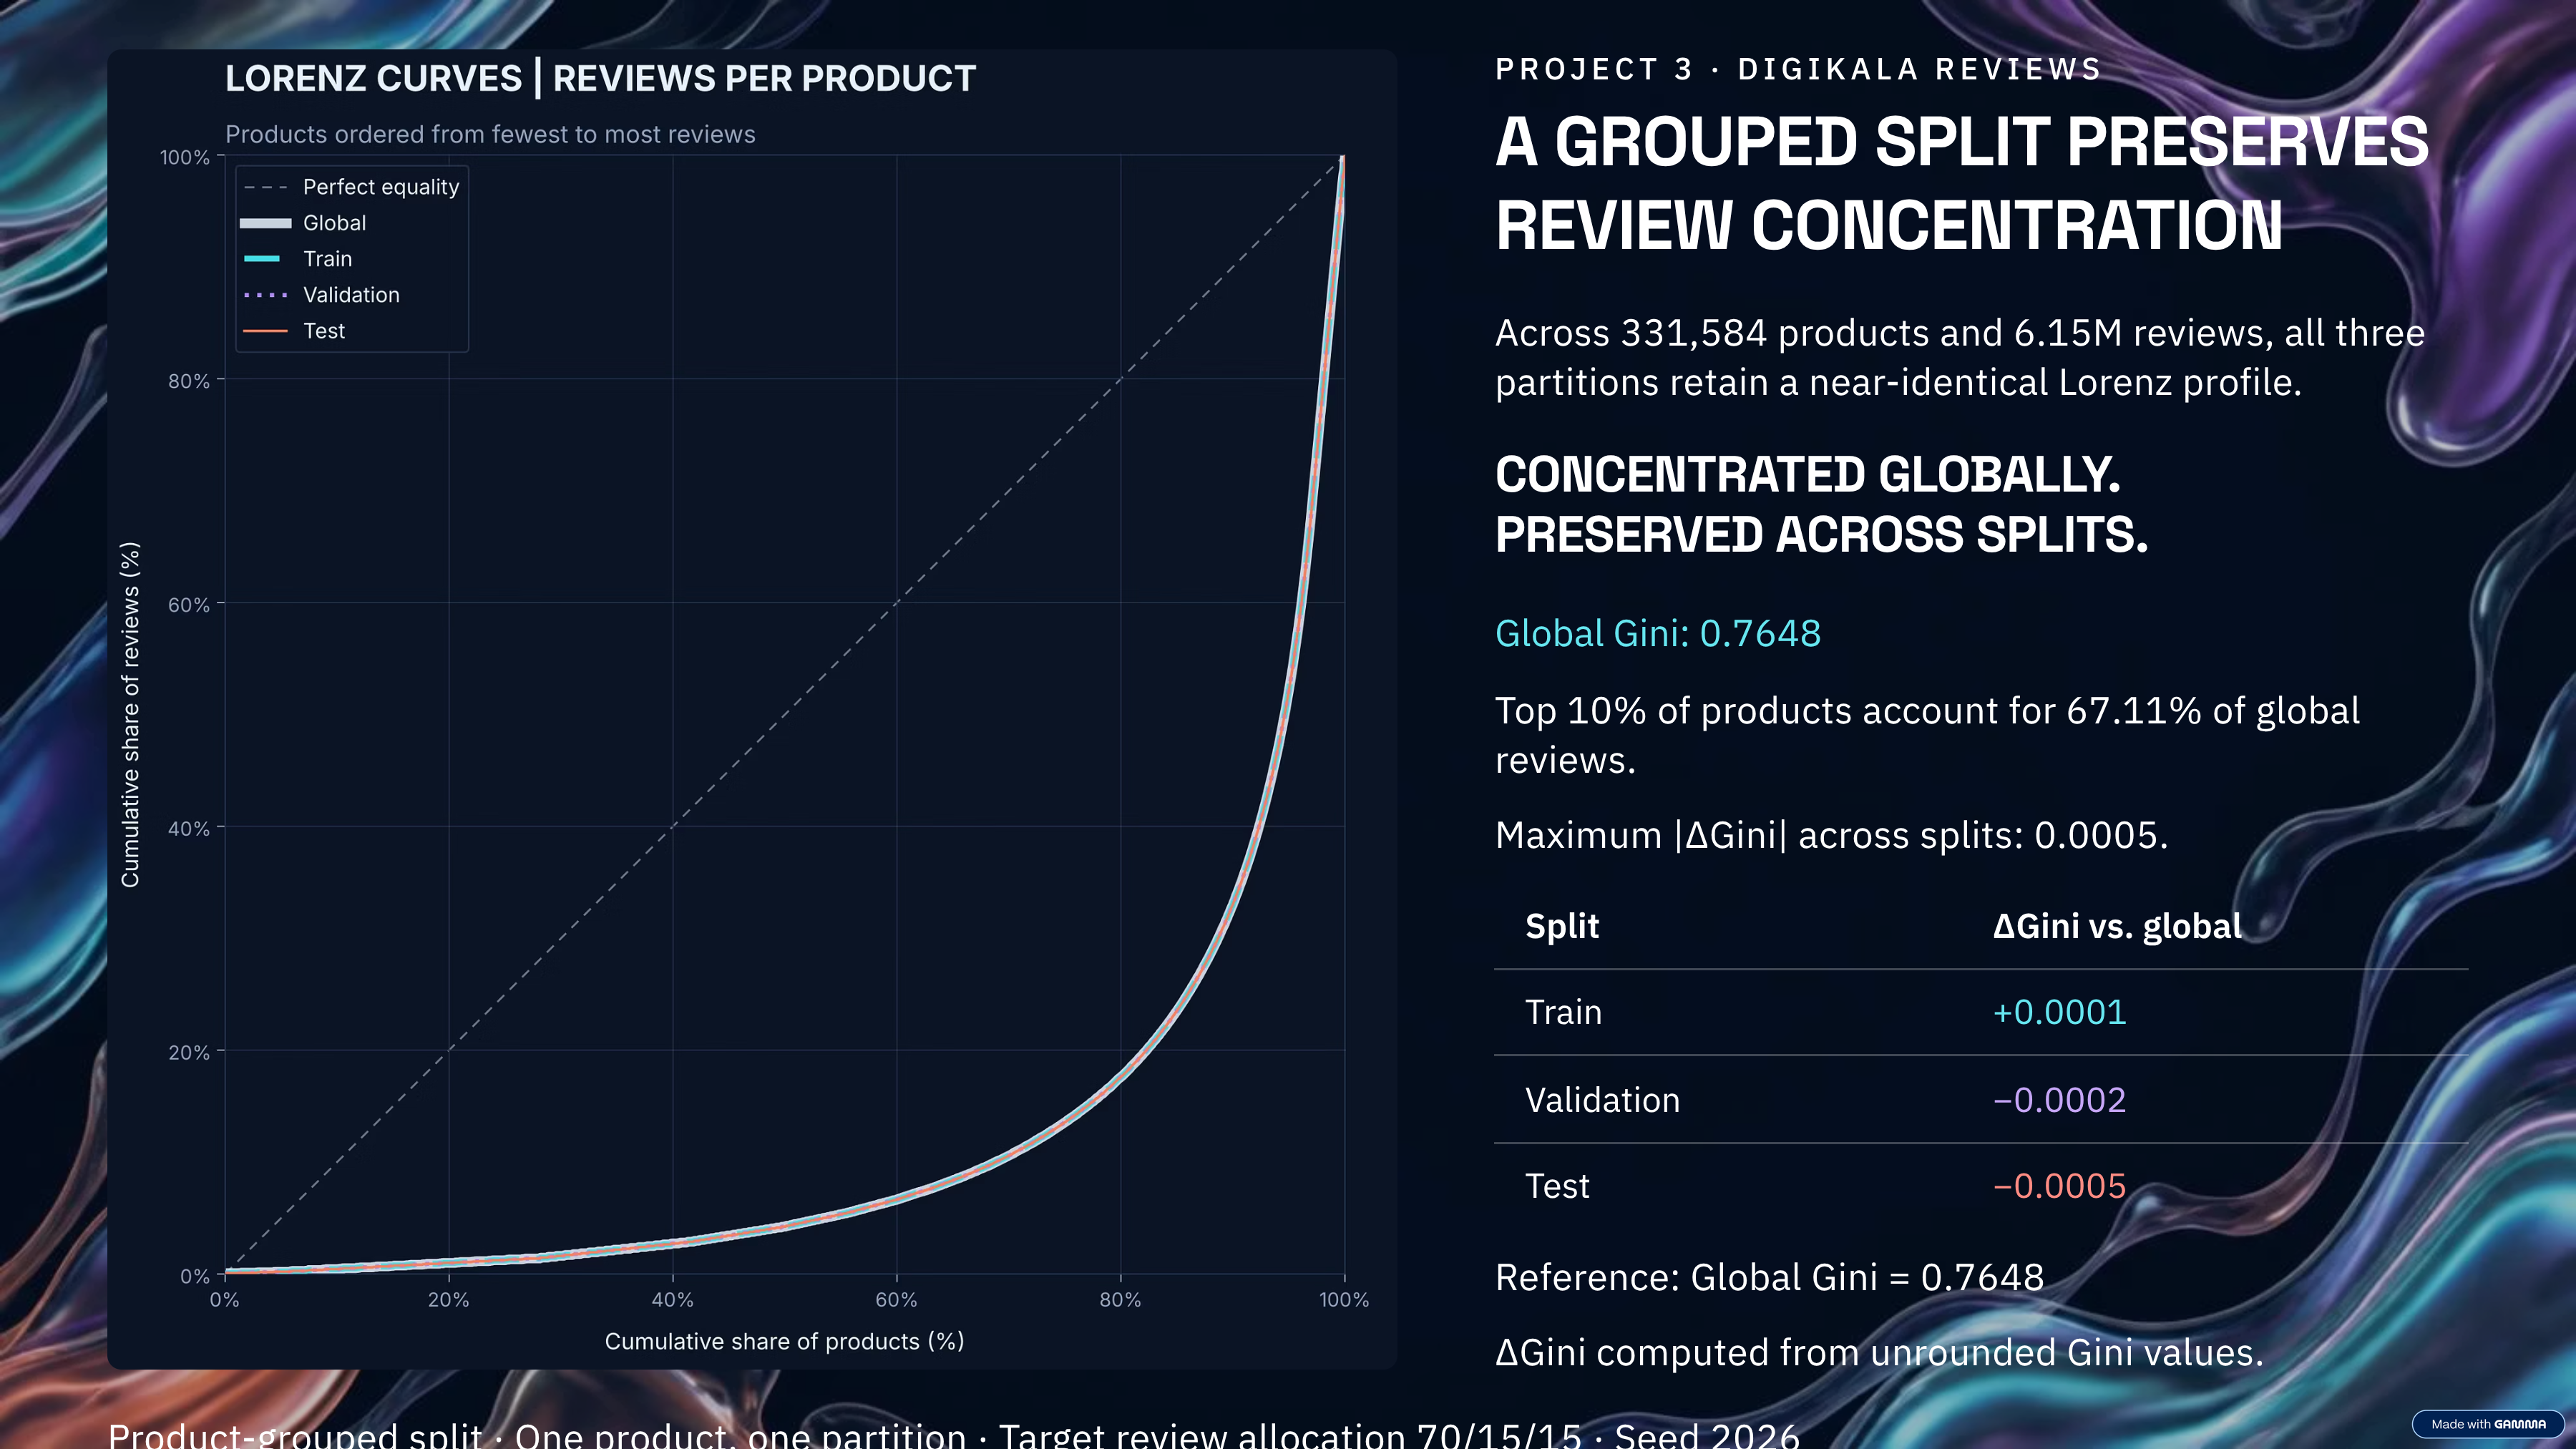 LORENZ CURVES | REVIEWS PER PRODUCT
Products ordered from fewest to most reviews
100%
80%
60%
40%
20%
0%
Perfect equality
Global
Train
Validation
Test
Cumulative share of reviews (%)
0%
20%
40%
60%
80%
100%
Cumulative share of products (%)
PROJECT 3 · DIGIKALA REVIEWS
A GROUPED SPLIT PRESERVES
REVIEW CONCENTRATION
Across 331,584 products and 6.15M reviews, all three
partitions retain a near-identical Lorenz profile.
CONCENTRATED GLOBALLY.
PRESERVED ACROSS SPLITS.
Global Gini: 0.7648
Top 10% of products account for 67.11% of global
reviews.
Maximum |ΔGini| across splits: 0.0005.
Split ΔGini vs. global
Train +0.0001
Validation −0.0002
Test −0.0005
Reference: Global Gini = 0.7648
ΔGini computed from unrounded Gini values.
Product-grouped split · One product, one partition · Target review allocation 70/15/15 · Seed 2026
Made with GAMMA